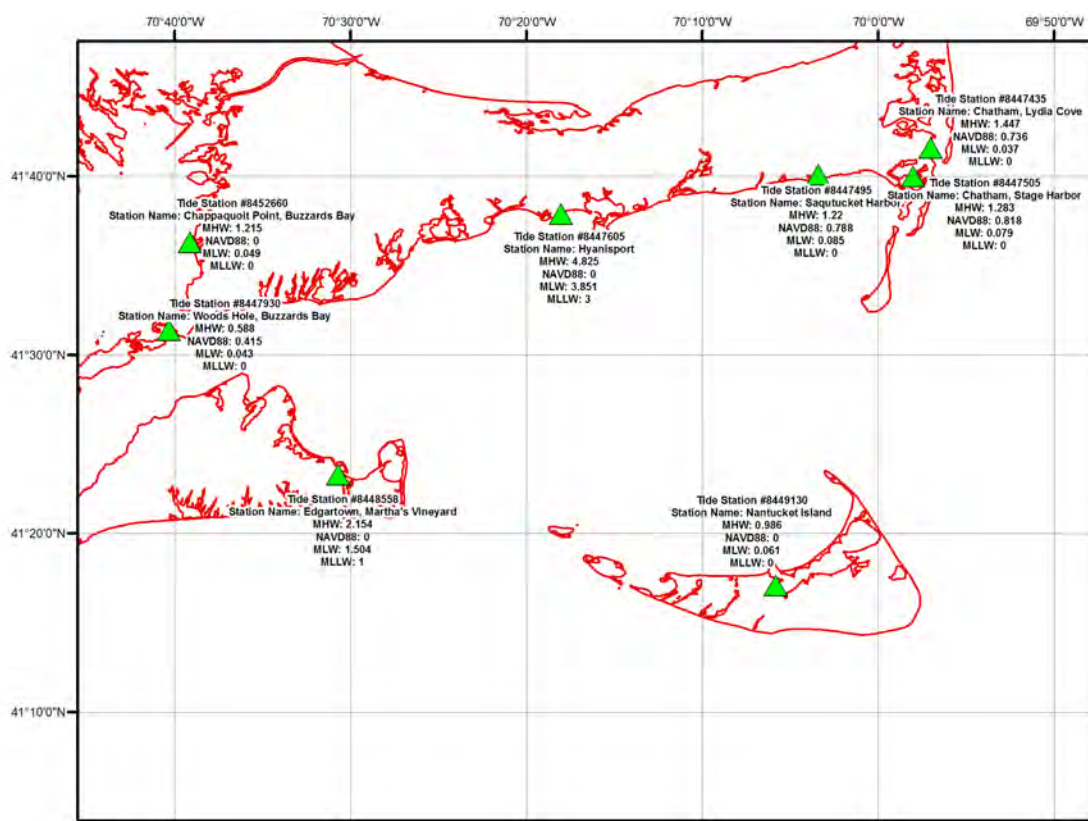 70°40'0"W 70°30'0"W 70°20'0"W 70°10'0"W 70°0'0"W 69°50'0"W
Tide Station #8447435
Station Name: Chatham, Lydia Cove
MHW: 1.447
NAVD88: 0.736
MLW: 0.037
MLLW: 0
41°40'0"N
Tide Station #8452660
Station Name: Chappaquoit Point, Buzzards Bay
MHW: 1.215
NAVD88: 0
MLW: 0.049
MLLW: 0
Tide Station #8447605
Station Name: Hyanisport
MHW: 4.825
NAVD88: 0
MLW: 3.851
MLLW: 3
Tide Station #8447495
Station Name: Saqutucket Harbor
MHW: 1.22
NAVD88: 0.788
MLW: 0.085
MLLW: 0
Tide Station #8447505
Station Name: Chatham, Stage Harbor
MHW: 1.283
NAVD88: 0.818
MLW: 0.079
MLLW: 0
Tide Station #8447930
Station Name: Woods Hole, Buzzards Bay
MHW: 0.588
NAVD88: 0.415
MLW: 0.043
MLLW: 0
41°30'0"N
Tide Station #8448558
Station Name: Edgartown, Martha's Vineyard
MHW: 2.154
NAVD88: 0
MLW: 1.504
MLLW: 1
Tide Station #8449130
Station Name: Nantucket Island
MHW: 0.986
NAVD88: 0
MLW: 0.061
MLLW: 0
41°20'0"N
41°10'0"N